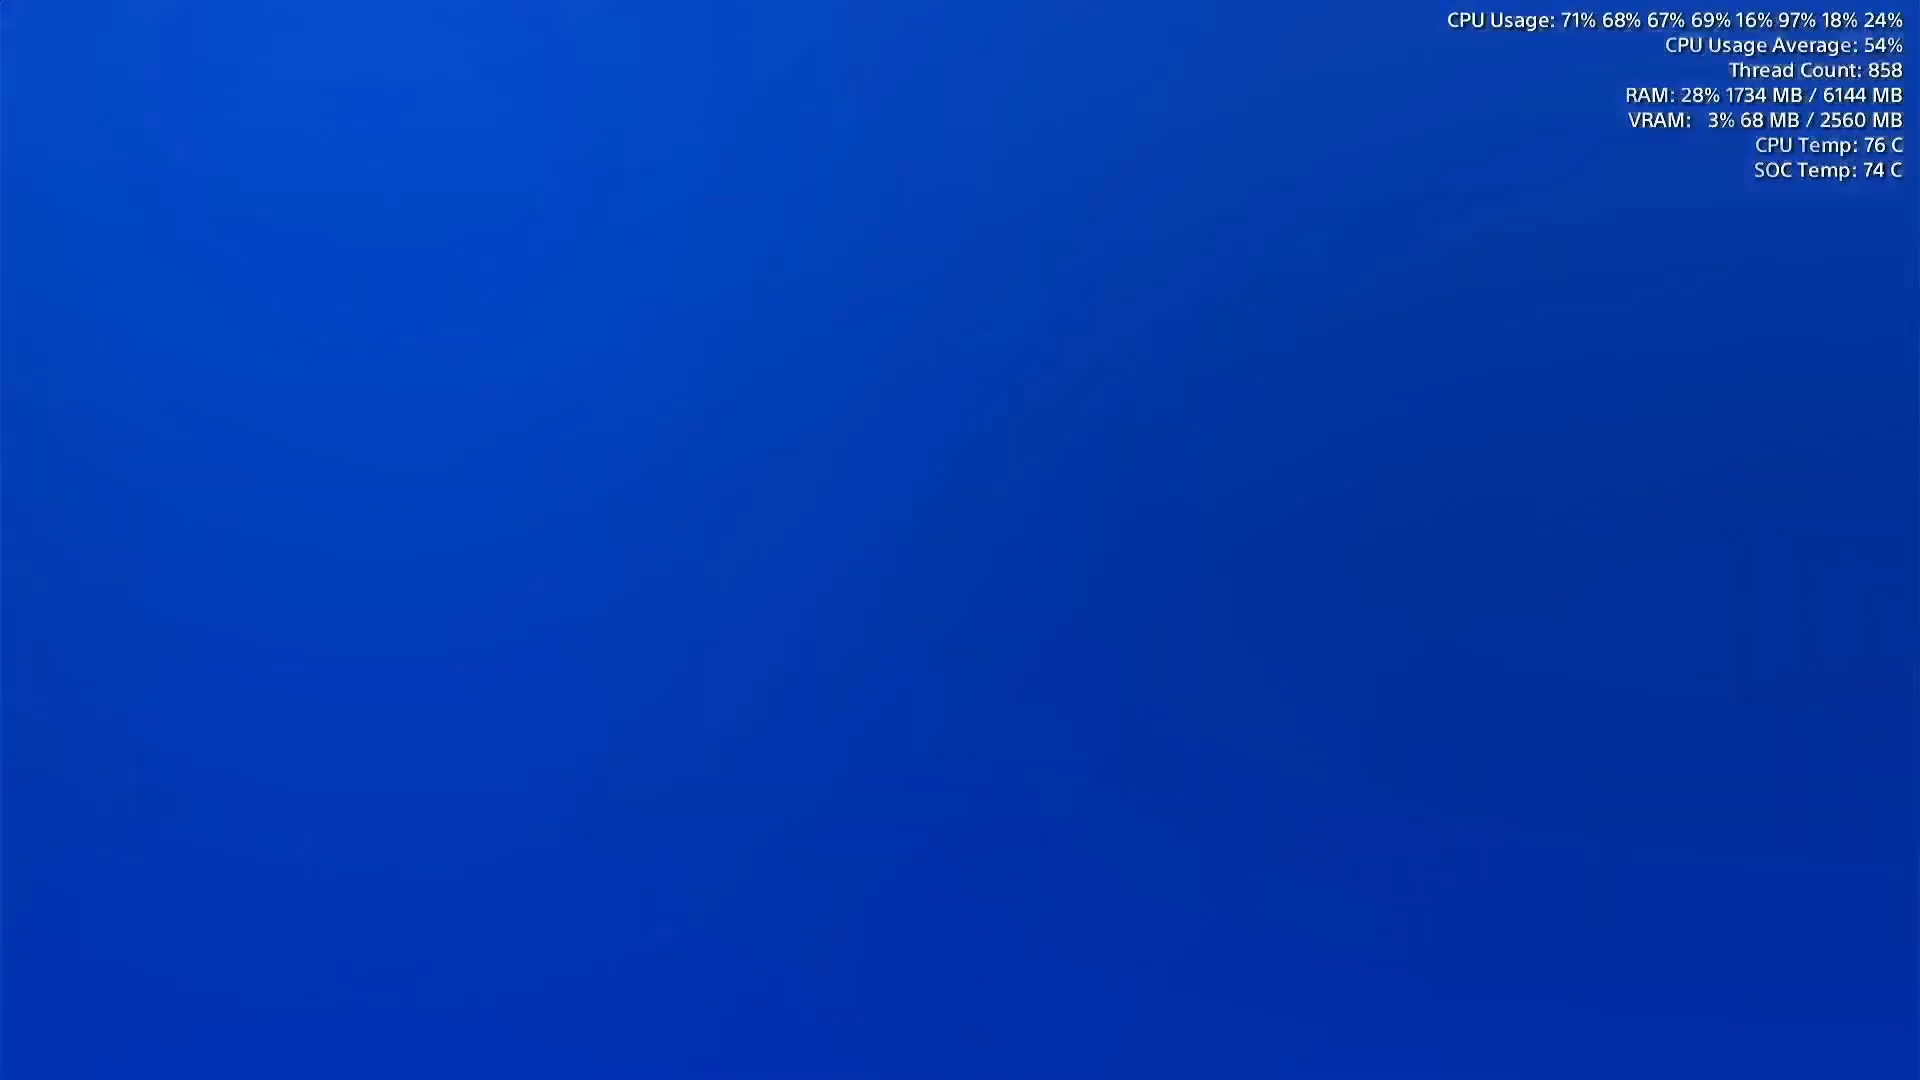 CPU Usage: 71% 68% 67% 69% 16% 97% 18% 24%
CPU Usage Average: 54%
Thread Count: 858
RAM: 28% 1734 MB / 6144 MB
VRAM: 3% 68 MB / 2560 MB
CPU Temp: 76 C
SOC Temp: 74 C